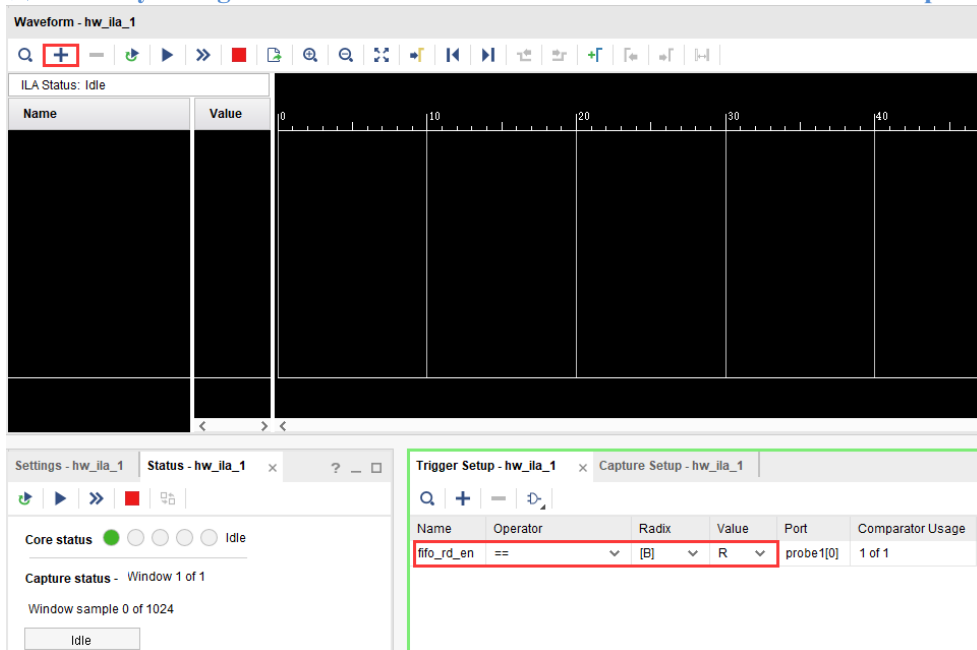 Waveform - hw_ila_1
ILA Status: Idle
Name Value 0 10 20 30 40
Settings - hw_ila_1 Status - hw_ila_1 × ? _ □ Trigger Setup - hw_ila_1 × Capture Setup - hw_ila_1
Name Operator Radix Value Port Comparator Usage
Core status Idle
fifo_rd_en == [B] R probe1[0] 1 of 1
Capture status - Window 1 of 1
Window sample 0 of 1024
Idle